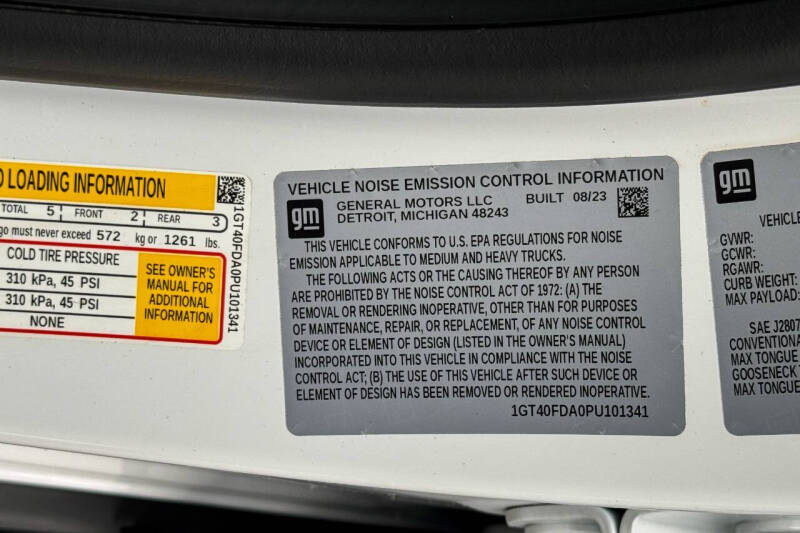 LOADING INFORMATION
TOTAL 5 FRONT 2 REAR 3
must never exceed 572 kg or 1261 lbs.
COLD TIRE PRESSURE
310 kPa, 45 PSI
310 kPa, 45 PSI
NONE
SEE OWNER'S
MANUAL FOR
ADDITIONAL
INFORMATION
1GT40FDA0PU101341
VEHICLE NOISE EMISSION CONTROL INFORMATION
gm
GENERAL MOTORS LLC BUILT 08/23
DETROIT, MICHIGAN 48243
THIS VEHICLE CONFORMS TO U.S. EPA REGULATIONS FOR NOISE
EMISSION APPLICABLE TO MEDIUM AND HEAVY TRUCKS.
THE FOLLOWING ACTS OR THE CAUSING THEREOF BY ANY PERSON
ARE PROHIBITED BY THE NOISE CONTROL ACT OF 1972: (A) THE
REMOVAL OR RENDERING INOPERATIVE, OTHER THAN FOR PURPOSES
OF MAINTENANCE, REPAIR, OR REPLACEMENT, OF ANY NOISE CONTROL
DEVICE OR ELEMENT OF DESIGN (LISTED IN THE OWNER'S MANUAL)
INCORPORATED INTO THIS VEHICLE IN COMPLIANCE WITH THE NOISE
CONTROL ACT; (B) THE USE OF THIS VEHICLE AFTER SUCH DEVICE OR
ELEMENT OF DESIGN HAS BEEN REMOVED OR RENDERED INOPERATIVE.
1GT40FDA0PU101341
gm
VEHICLE
GVWR:
GCWR:
RGAWR:
CURB WEIGHT:
MAX PAYLOAD:
SAE J2807
CONVENTIONA
MAX TONGUE
GOOSENECK
MAX TONGUE